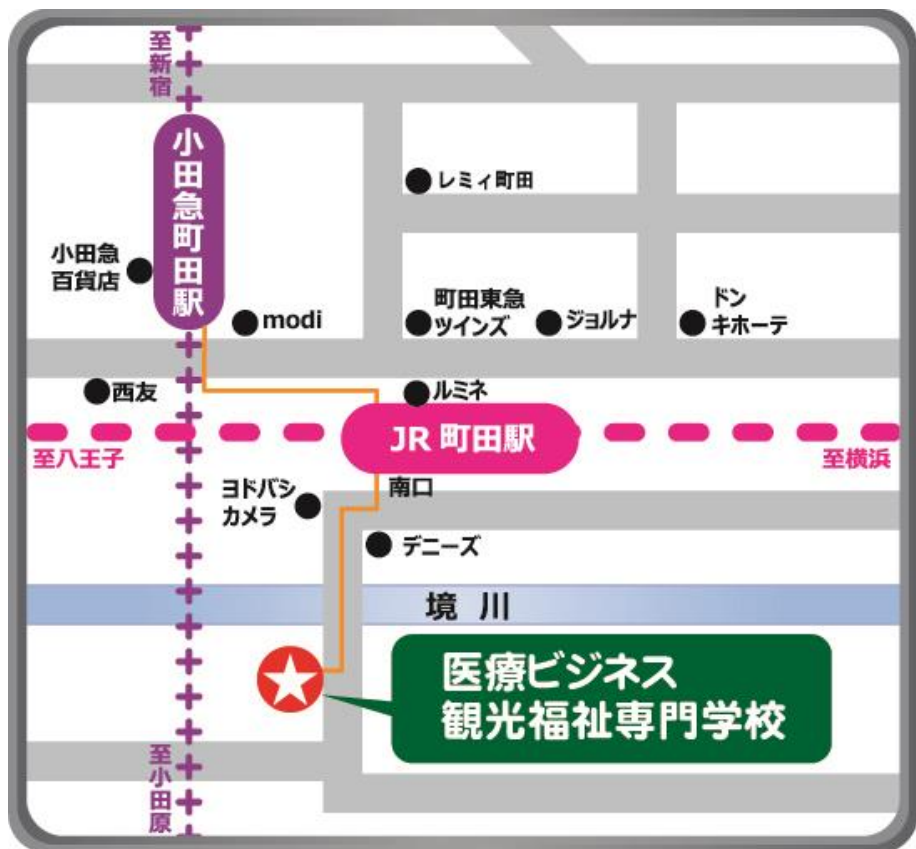 至新宿
小田急町田駅
レミィ町田
小田急
百貨店
modi
町田東急
ツインズ
ジョルナ
ドン
キホーテ
西友
ルミネ
JR 町田駅
至八王子
至横浜
南口
ヨドバシ
カメラ
デニーズ
境 川
医療ビジネス
観光福祉専門学校
至小田原